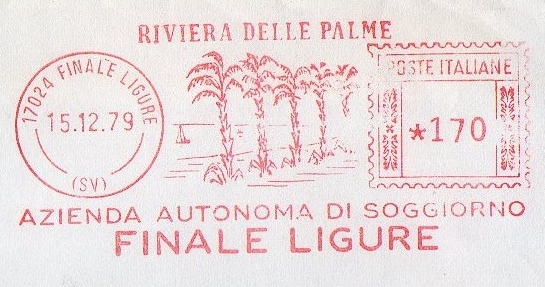 RIVIERA DELLE PALME
17024 FINALE LIGURE
15.12.79
(SV)
POSTE ITALIANE
*170
AZIENDA AUTONOMA DI SOGGIORNO
FINALE LIGURE